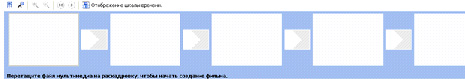 Отображение шкалы времени
Перетащите файл мультимедиа на раскадровку, чтобы начать создание фильма.